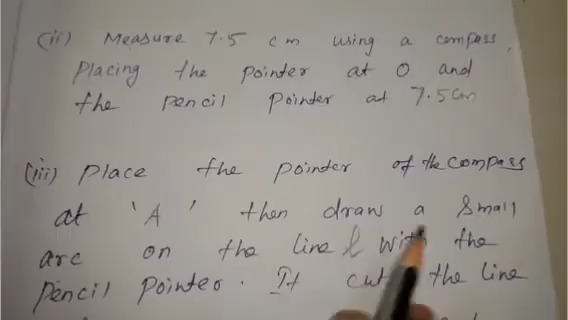 (ii) Measure 7.5 cm using a compass,
placing the pointer at 0 and
the pencil pointer at 7.5cm
(iii) Place the pointer of the compass
at 'A' then draw a small
arc on the line l with the
pencil pointer. It cut the line